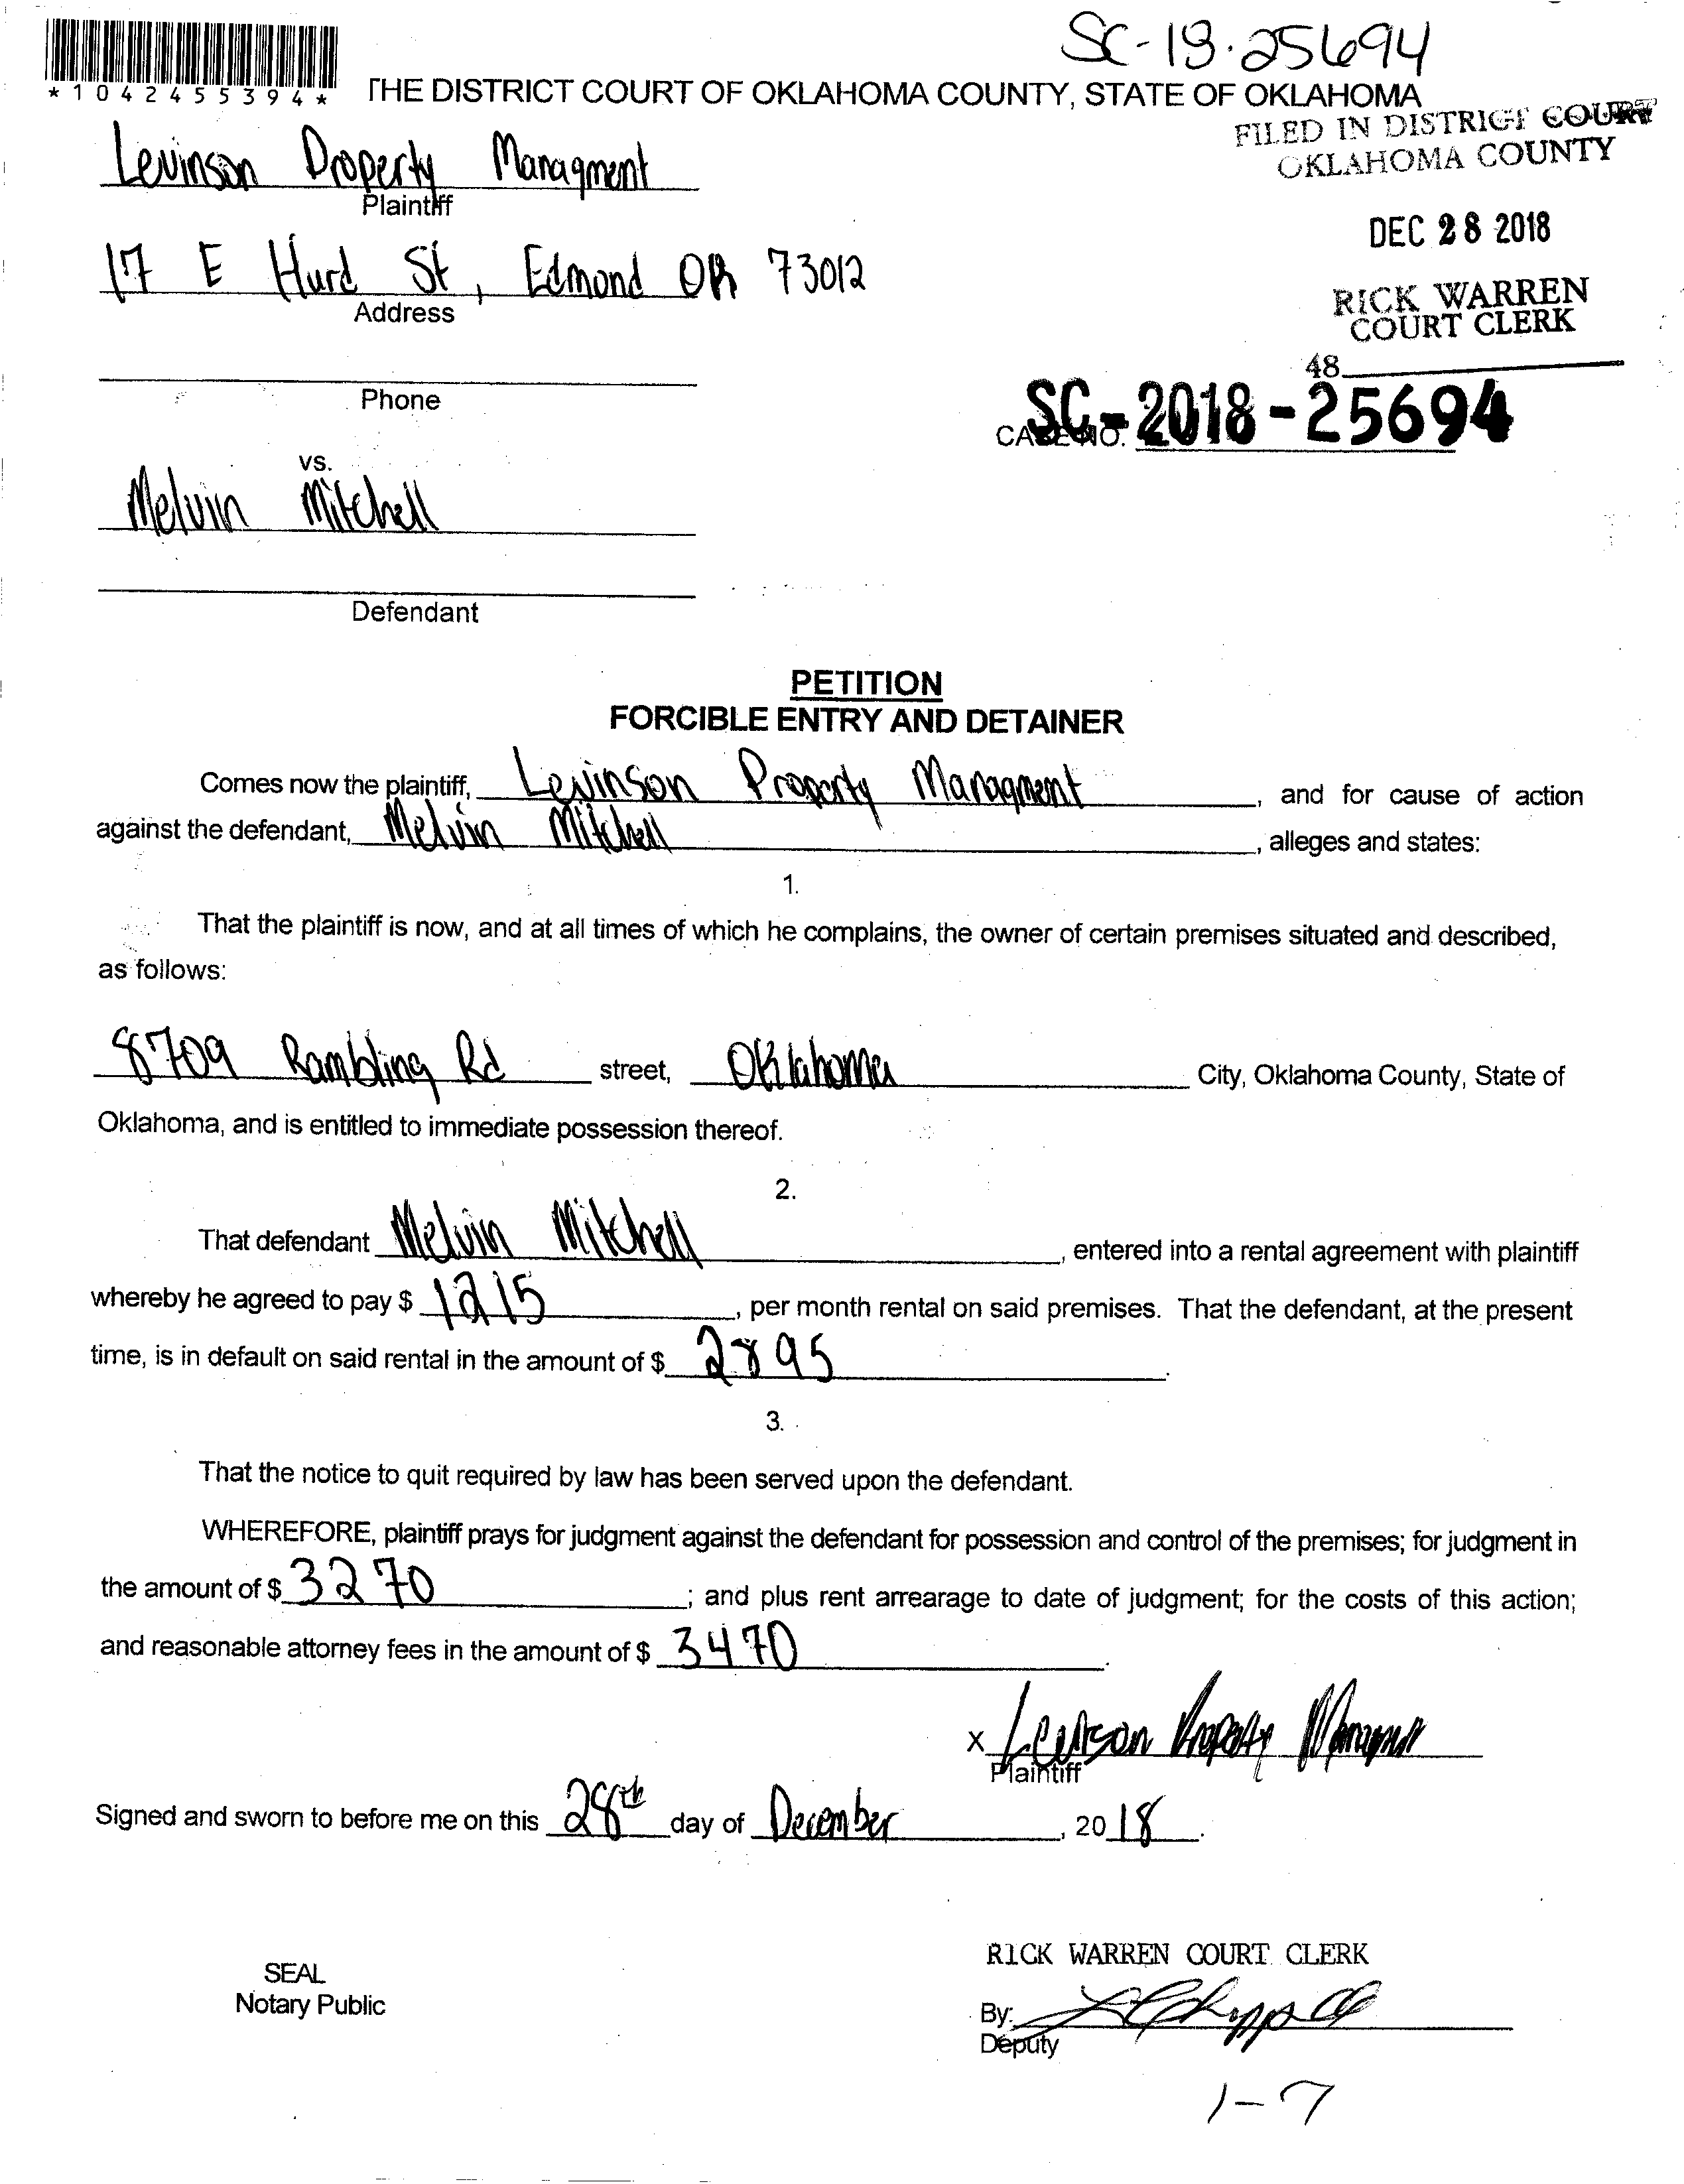 SC-18-25694
*1042455394*
THE DISTRICT COURT OF OKLAHOMA COUNTY, STATE OF OKLAHOMA
FILED IN DISTRICT COURT
OKLAHOMA COUNTY
Levinson Property Managment
Plaintiff
DEC 28 2018
17 E Hurd St, Edmond OK 73012
Address
RICK WARREN
COURT CLERK
48
Phone
CASE NO. SC-2018-25694
vs.
Melvin Mitchell
Defendant
PETITION
FORCIBLE ENTRY AND DETAINER
Comes now the plaintiff, Levinson Property Managment, and for cause of action
against the defendant, Melvin Mitchell, alleges and states:
1.
That the plaintiff is now, and at all times of which he complains, the owner of certain premises situated and described,
as follows:
8709 Rambling Rd street, Oklahoma City, Oklahoma County, State of
Oklahoma, and is entitled to immediate possession thereof.
2.
That defendant Melvin Mitchell, entered into a rental agreement with plaintiff
whereby he agreed to pay $ 1215, per month rental on said premises. That the defendant, at the present
time, is in default on said rental in the amount of $ 2895.
3.
That the notice to quit required by law has been served upon the defendant.
WHEREFORE, plaintiff prays for judgment against the defendant for possession and control of the premises; for judgment in
the amount of $ 3270; and plus rent arrearage to date of judgment; for the costs of this action;
and reasonable attorney fees in the amount of $ 3470.
x Levinson Property Managment
Plaintiff
Signed and sworn to before me on this 28th day of December, 2018.
RICK WARREN COURT CLERK
SEAL
Notary Public
By:
Deputy
1-7